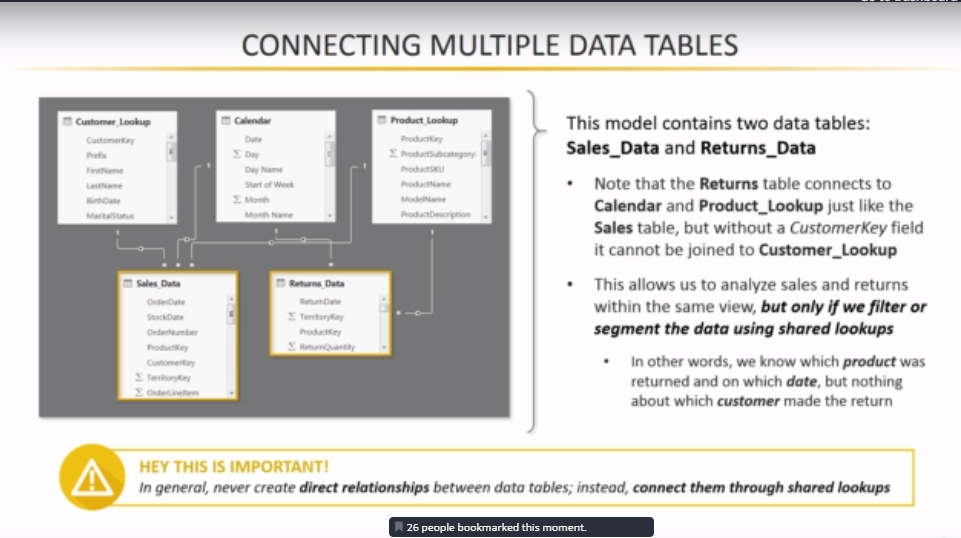 CONNECTING MULTIPLE DATA TABLES
Customer_Lookup
CustomerKey
Prefix
FirstName
LastName
BirthDate
MaritalStatus
Calendar
Date
Σ Day
Day Name
Start of Week
Σ Month
Month Name
Product_Lookup
ProductKey
Σ ProductSubcategory
ProductSKU
ProductName
ModelName
ProductDescription
1
1
1
1
1
Sales_Data
OrderDate
StockDate
OrderNumber
ProductKey
CustomerKey
Σ TerritoryKey
Σ OrderLineItem
Returns_Data
ReturnDate
Σ TerritoryKey
ProductKey
Σ ReturnQuantity
This model contains two data tables:
Sales_Data and Returns_Data
• Note that the Returns table connects to
Calendar and Product_Lookup just like the
Sales table, but without a CustomerKey field
it cannot be joined to Customer_Lookup
• This allows us to analyze sales and returns
within the same view, but only if we filter or
segment the data using shared lookups
• In other words, we know which product was
returned and on which date, but nothing
about which customer made the return
HEY THIS IS IMPORTANT!
In general, never create direct relationships between data tables; instead, connect them through shared lookups
26 people bookmarked this moment.